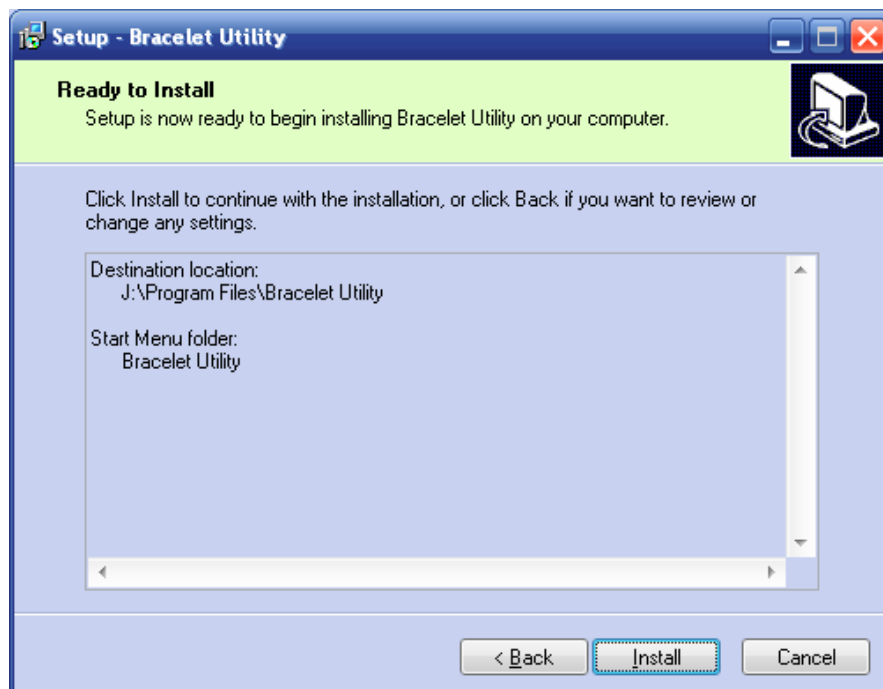 Setup - Bracelet Utility
Ready to Install
Setup is now ready to begin installing Bracelet Utility on your computer.
Click Install to continue with the installation, or click Back if you want to review or
change any settings.
Destination location:
J:\Program Files\Bracelet Utility
Start Menu folder:
Bracelet Utility
< Back Install Cancel